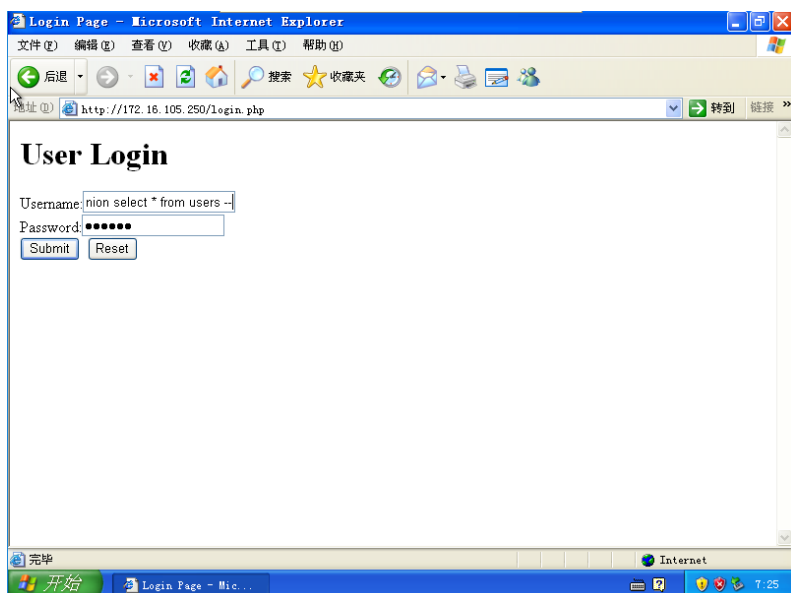 Login Page - Microsoft Internet Explorer
文件(F) 编辑(E) 查看(V) 收藏(A) 工具(T) 帮助(H)
后退 搜索 收藏夹
地址(D) http://172.16.105.250/login.php 转到 链接 »
User Login
Username: nion select * from users --
Password: ●●●●●●
Submit Reset
完毕 Internet
开始 Login Page - Mic... 7:25